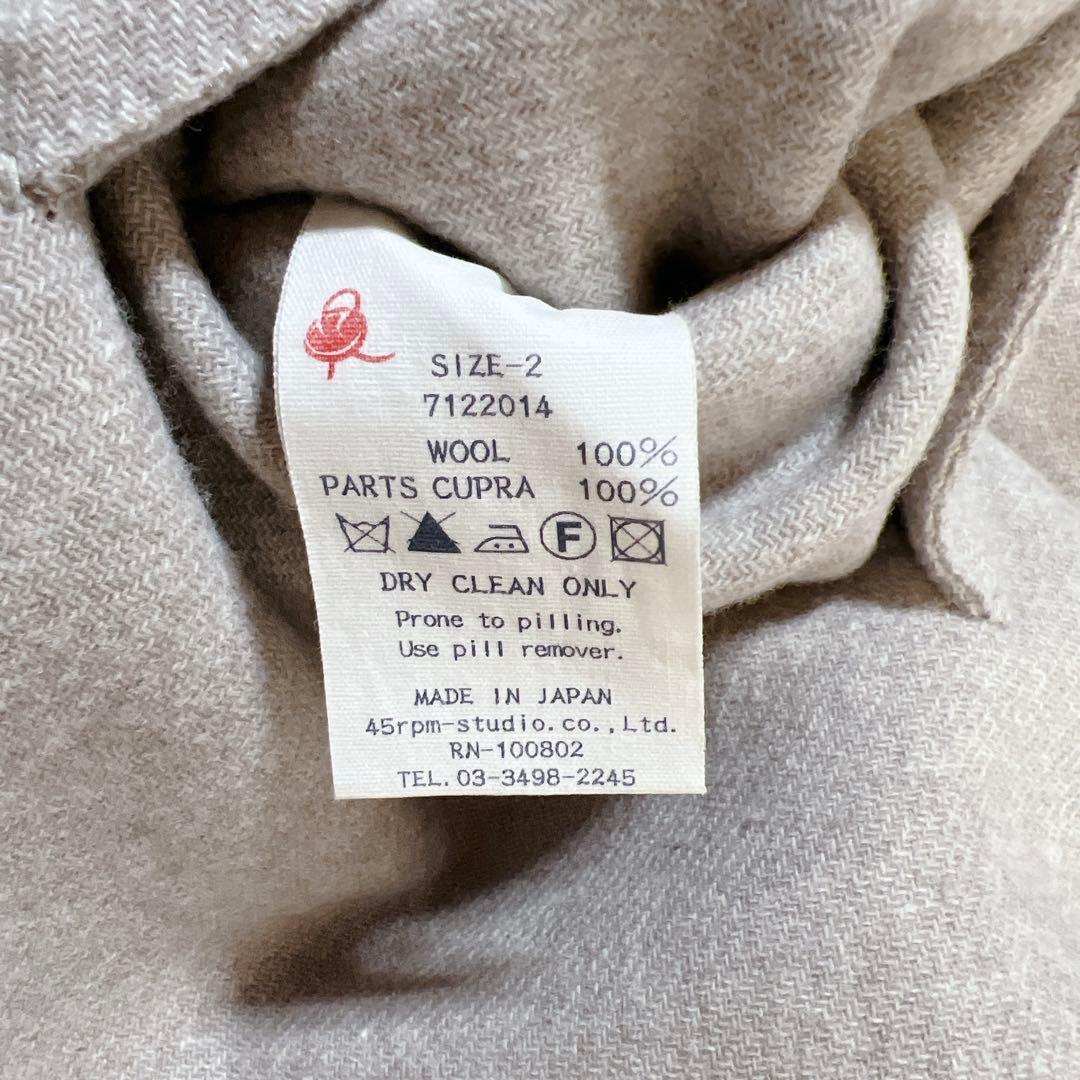 SIZE-2
7122014
WOOL 100%
PARTS CUPRA 100%
F
DRY CLEAN ONLY
Prone to pilling.
Use pill remover.
MADE IN JAPAN
45rpm-studio.co.,Ltd.
RN-100802
TEL.03-3498-2245